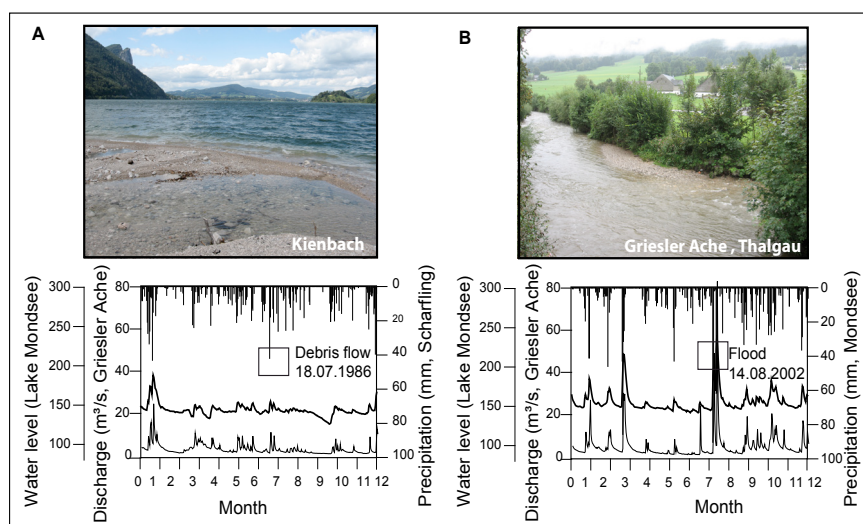 A
Kienbach
Water level (Lake Mondsee)
300
250
200
150
100
Discharge (m³/s, Griesler Ache)
80
60
40
20
0
Debris flow
18.07.1986
0
20
40
60
80
100
Precipitation (mm, Scharfling)
0 1 2 3 4 5 6 7 8 9 10 11 12
Month
B
Griesler Ache , Thalgau
Water level (Lake Mondsee)
300
250
200
150
100
Discharge (m³/s, Griesler Ache)
80
60
40
20
0
Flood
14.08.2002
0
20
40
60
80
100
Precipitation (mm, Mondsee)
0 1 2 3 4 5 6 7 8 9 10 11 12
Month